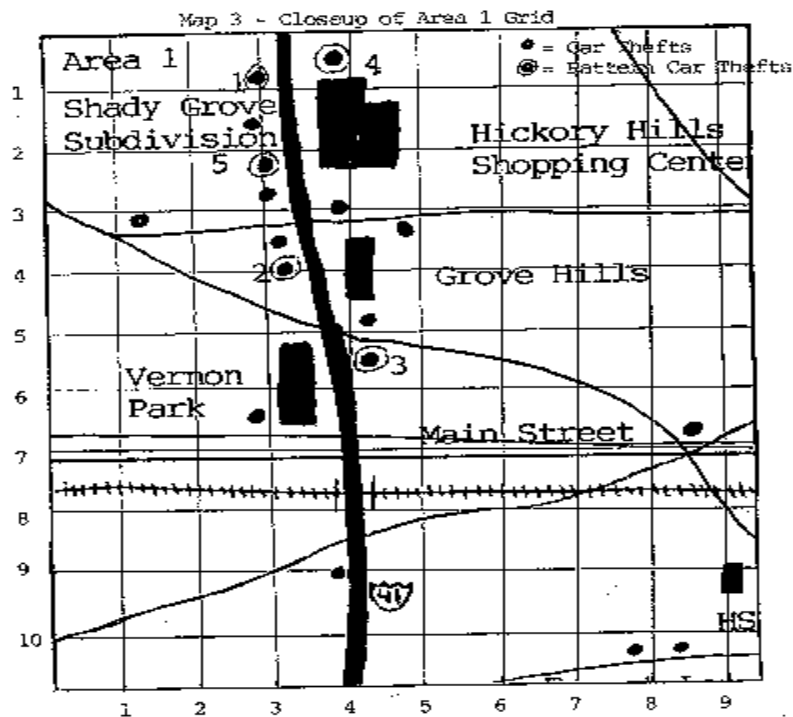 Map 3 - Closeup of Area 1 Grid
Area 1
● = Car Thefts
◉ = Pattern Car Thefts
1
4
1
Shady Grove
Subdivision
Hickory Hills
Shopping Cente
2
5
3
2
4
Grove Hills
5
3
Vernon
Park
6
Main Street
7
8
9
41
HS
10
1 2 3 4 5 6 7 8 9